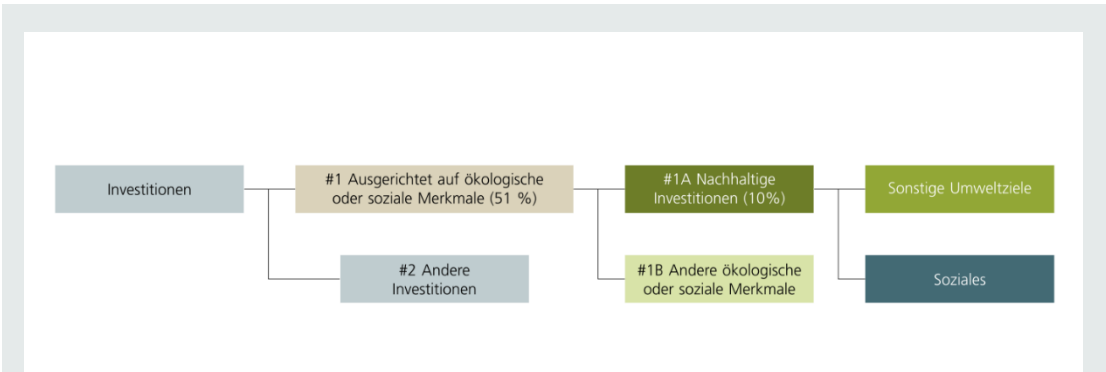 Investitionen
#1 Ausgerichtet auf ökologische
oder soziale Merkmale (51 %)
#1A Nachhaltige
Investitionen (10%)
Sonstige Umweltziele
#2 Andere
Investitionen
#1B Andere ökologische
oder soziale Merkmale
Soziales